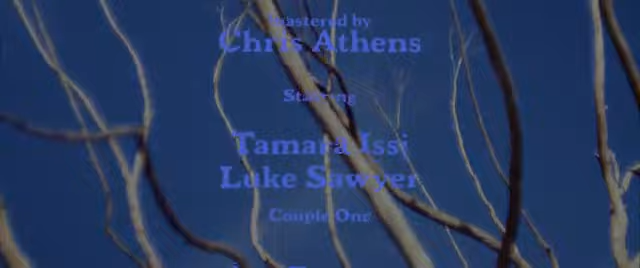 Mastered by
Chris Athens
Starring
Tamara Issi
Luke Sawyer
Couple One